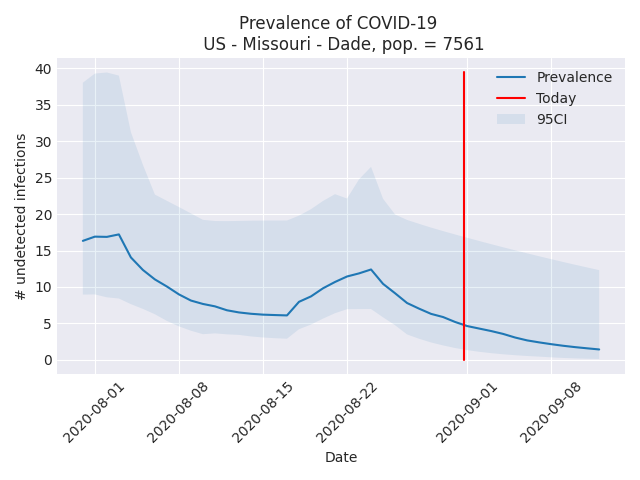 Prevalence of COVID-19
US - Missouri - Dade, pop. = 7561
# undetected infections
40
35
30
25
20
15
10
5
0
Prevalence
Today
95CI
2020-08-01
2020-08-08
2020-08-15
2020-08-22
2020-09-01
2020-09-08
Date